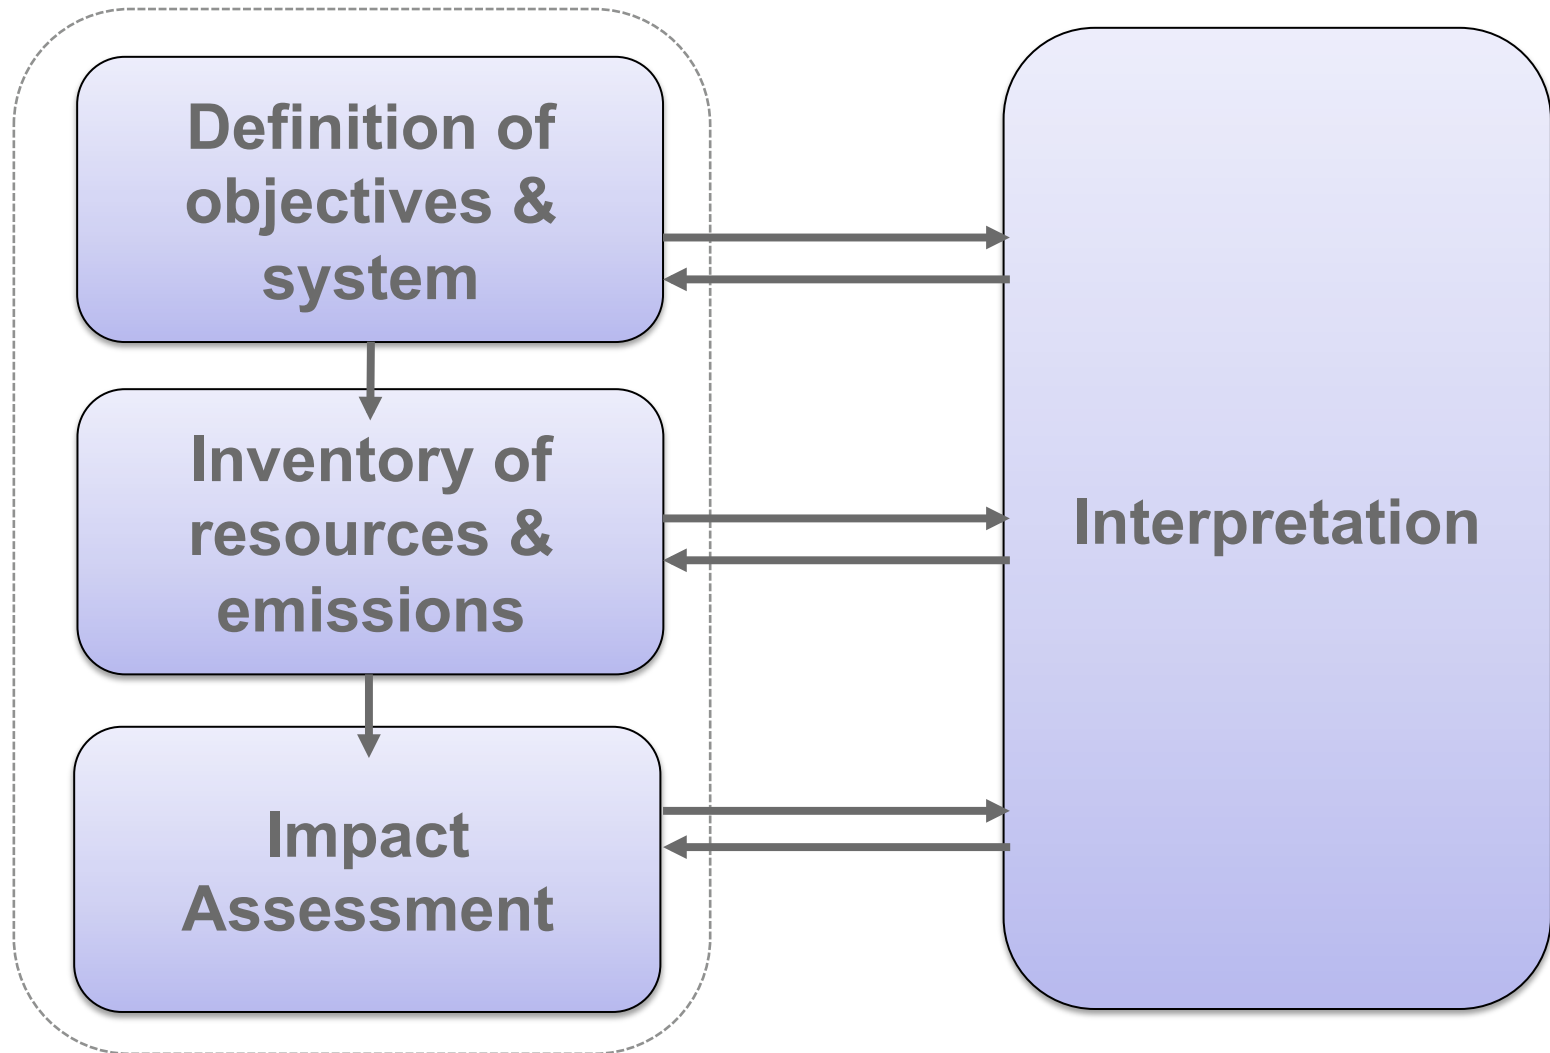 Definition of
objectives &
system
Inventory of
resources &
emissions
Impact
Assessment
Interpretation